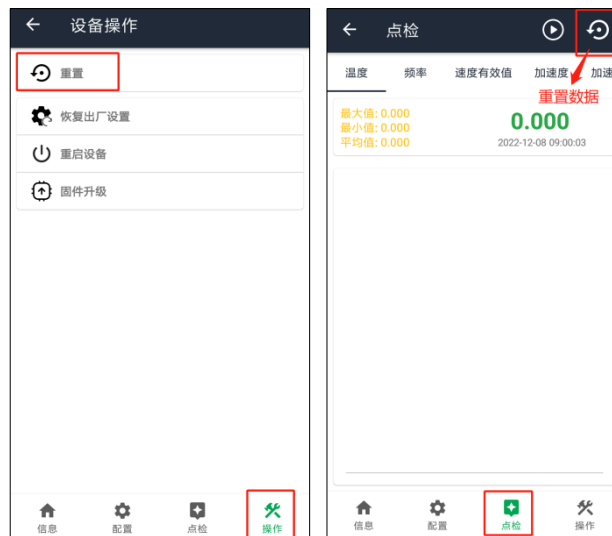 设备操作
重置
恢复出厂设置
重启设备
固件升级
信息
配置
点检
操作
点检
温度
频率
速度有效值
加速度
加速
重置数据
最大值: 0.000
最小值: 0.000
平均值: 0.000
0.000
2022-12-08 09:00:03
信息
配置
点检
操作